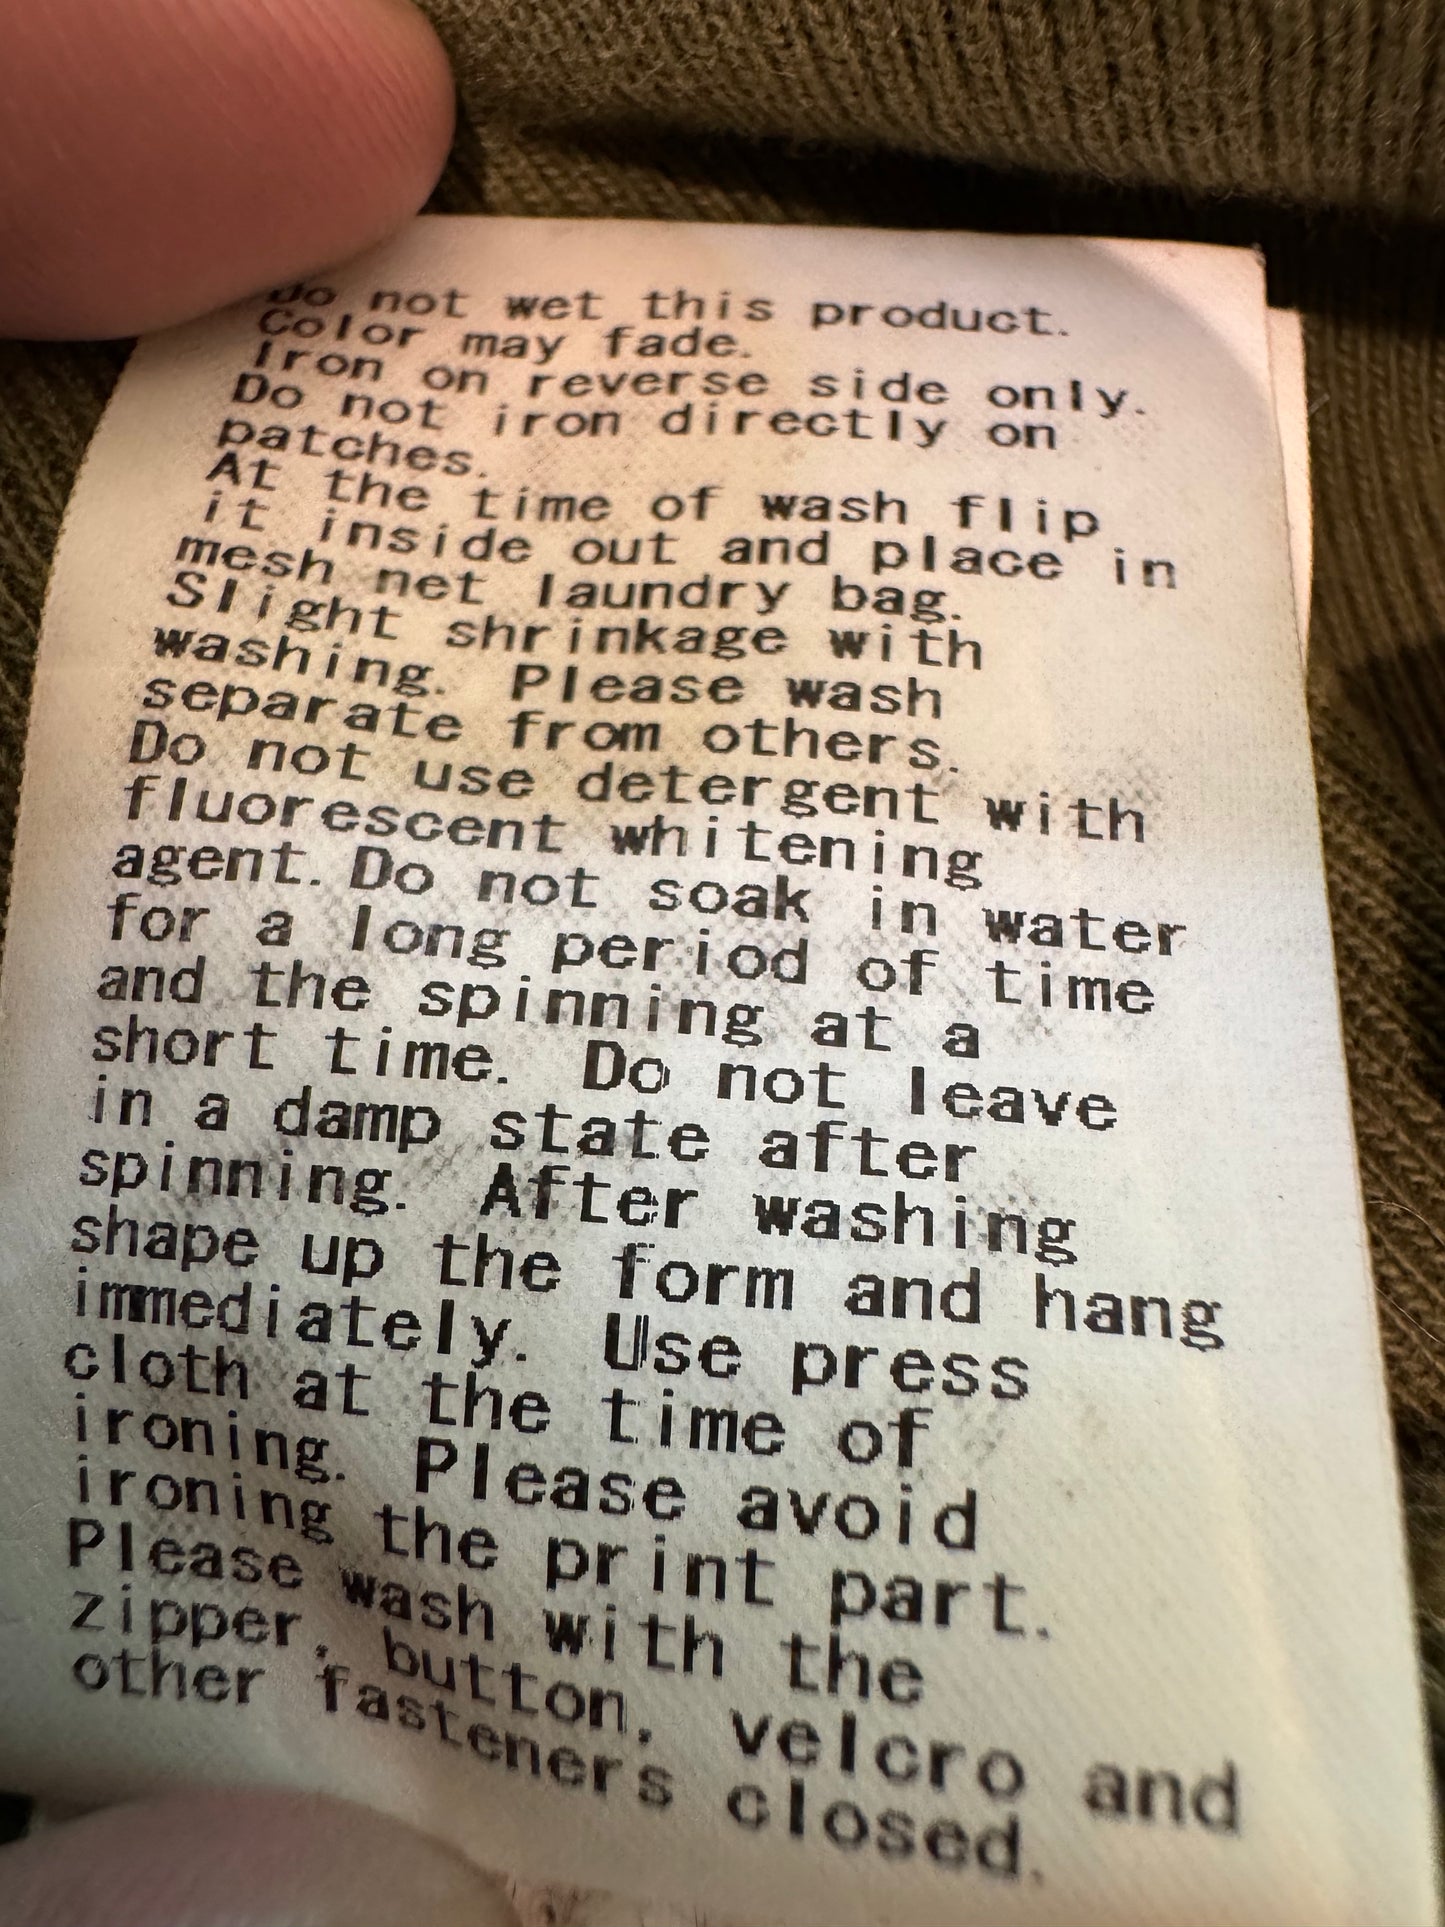 Do not wet this product.
Color may fade.
Iron on reverse side only.
Do not iron directly on
patches.
At the time of wash flip
it inside out and place in
mesh net laundry bag.
Slight shrinkage with
washing. Please wash
separate from others.
Do not use detergent with
fluorescent whitening
agent. Do not soak in water
for a long period of time
and the spinning at a
short time. Do not leave
in a damp state after
spinning. After washing
shape up the form and hang
immediately. Use press
cloth at the time of
ironing. Please avoid
ironing the print part.
Please wash with the
zipper, button, velcro and
other fasteners closed.